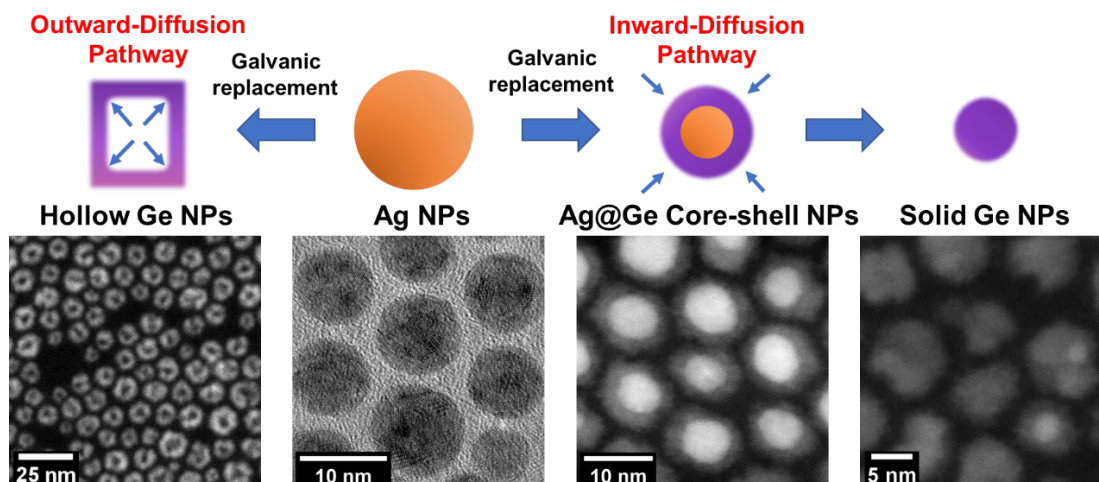 Outward-Diffusion
Pathway
Galvanic
replacement
Galvanic
replacement
Inward-Diffusion
Pathway
Hollow Ge NPs
Ag NPs
Ag@Ge Core-shell NPs
Solid Ge NPs
25 nm
10 nm
10 nm
5 nm